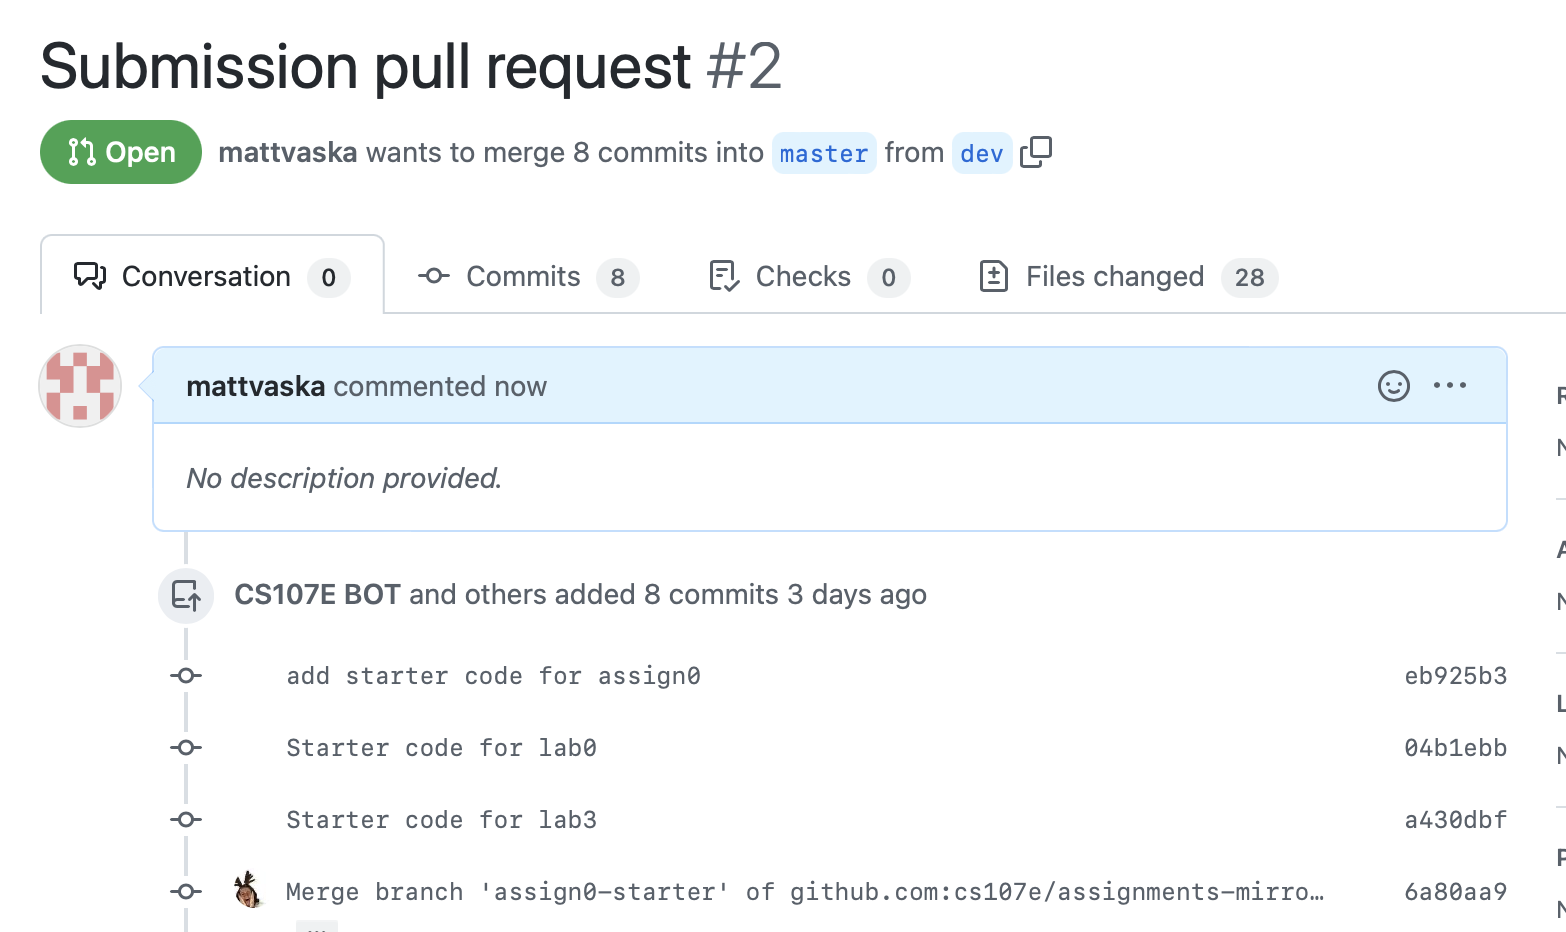 Submission pull request #2
Open mattvaska wants to merge 8 commits into master from dev
Conversation 0 Commits 8 Checks 0 Files changed 28
mattvaska commented now
No description provided.
CS107E BOT and others added 8 commits 3 days ago
add starter code for assign0 eb925b3
Starter code for lab0 04b1ebb
Starter code for lab3 a430dbf
Merge branch 'assign0-starter' of github.com:cs107e/assignments-mirro… 6a80aa9